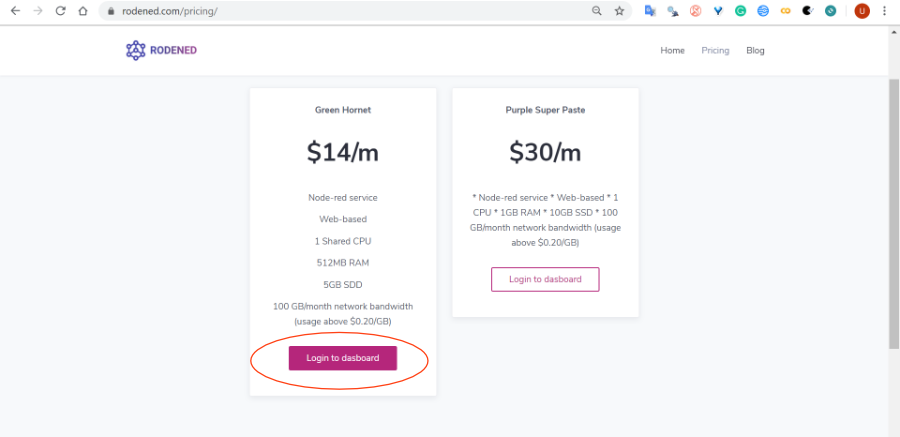 rodened.com/pricing/
U
RODENED
Home
Pricing
Blog
Green Hornet
$14/m
Node-red service
Web-based
1 Shared CPU
512MB RAM
5GB SDD
100 GB/month network bandwidth
(usage above $0.20/GB)
Login to dasboard
Purple Super Paste
$30/m
* Node-red service * Web-based * 1
CPU * 1GB RAM * 10GB SSD * 100
GB/month network bandwidth (usage
above $0.20/GB)
Login to dasboard